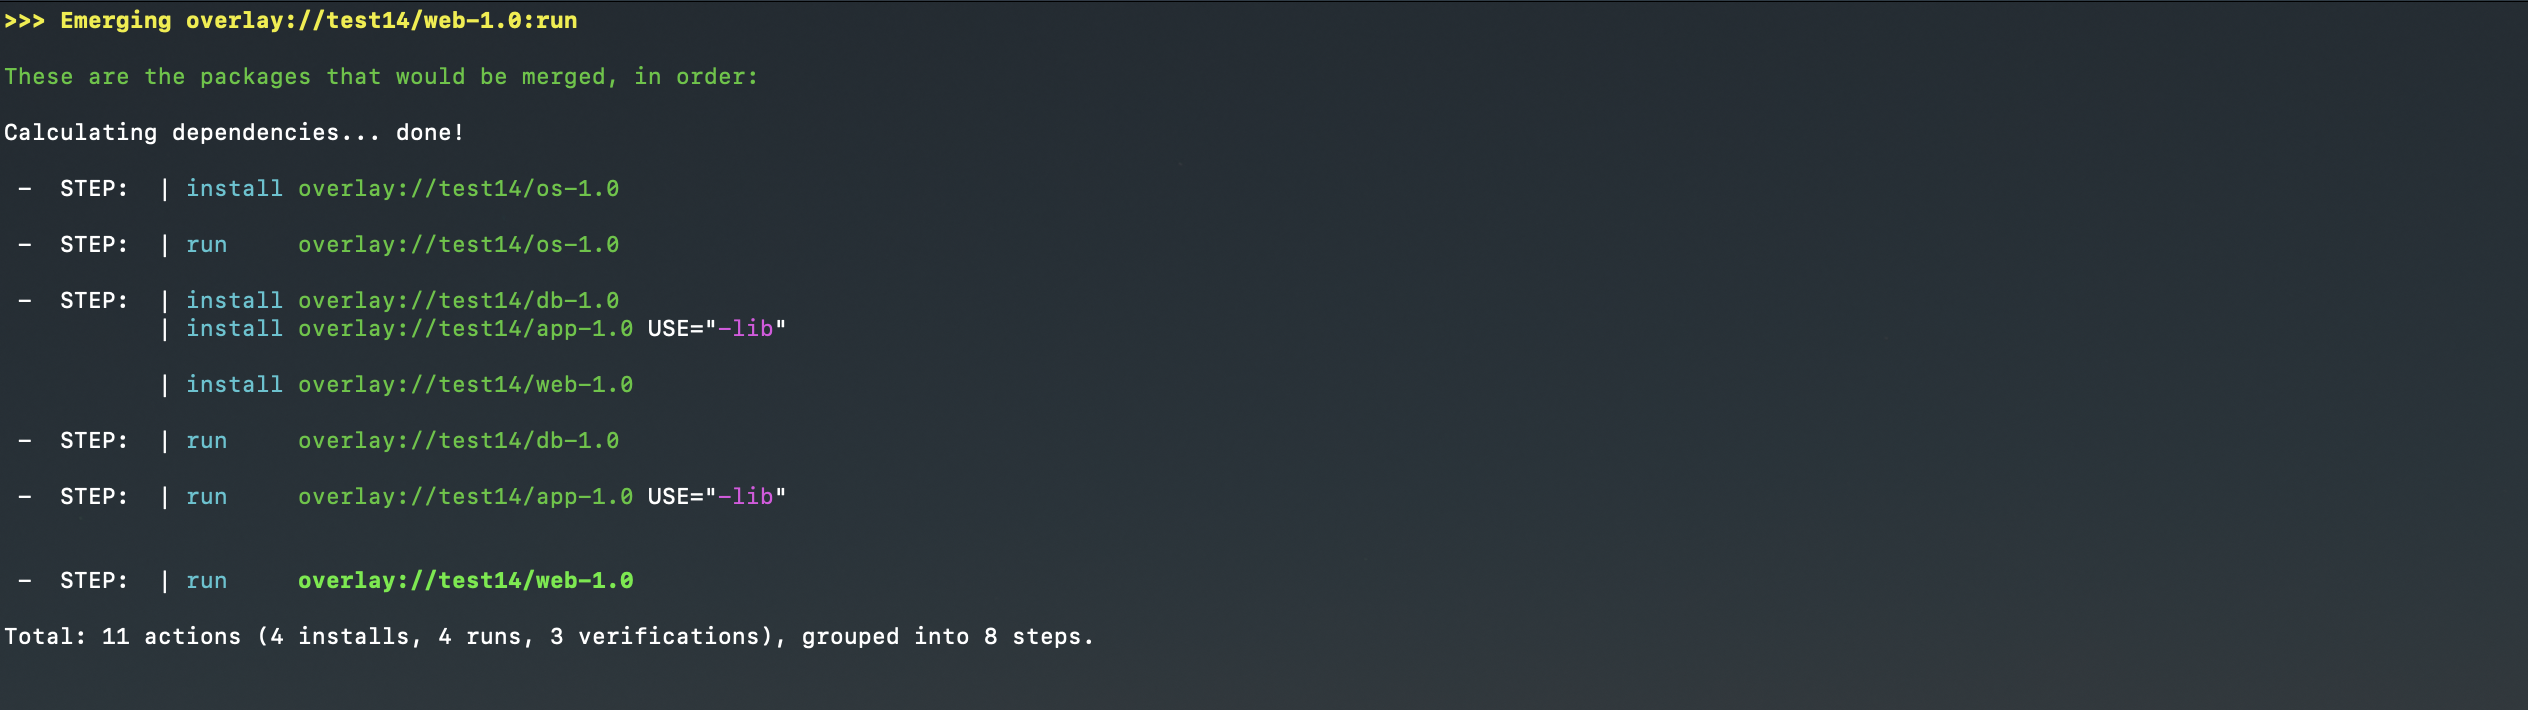 >>> Emerging overlay://test14/web-1.0:run
These are the packages that would be merged, in order:
Calculating dependencies... done!
-  STEP:  | install overlay://test14/os-1.0
-  STEP:  | run     overlay://test14/os-1.0
-  STEP:  | install overlay://test14/db-1.0
| install overlay://test14/app-1.0 USE="-lib"
| install overlay://test14/web-1.0
-  STEP:  | run     overlay://test14/db-1.0
-  STEP:  | run     overlay://test14/app-1.0 USE="-lib"
-  STEP:  | run     overlay://test14/web-1.0
Total: 11 actions (4 installs, 4 runs, 3 verifications), grouped into 8 steps.